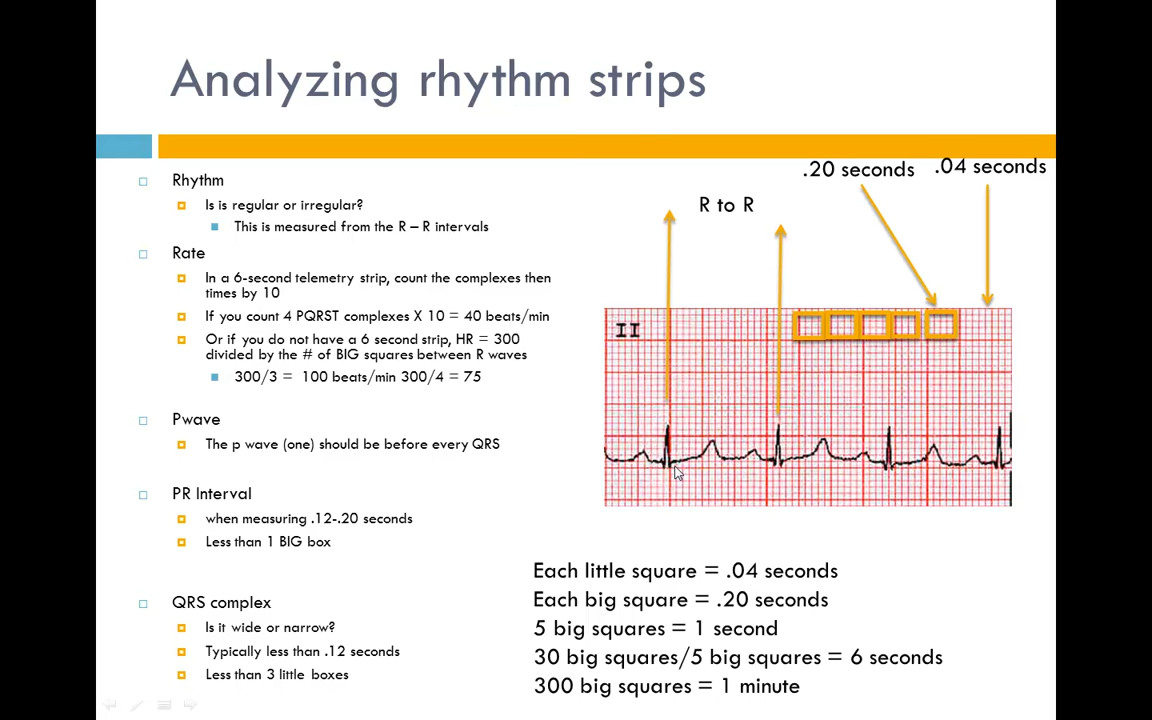 Analyzing rhythm strips
Rhythm
Is is regular or irregular?
This is measured from the R – R intervals
Rate
In a 6-second telemetry strip, count the complexes then
times by 10
If you count 4 PQRST complexes X 10 = 40 beats/min
Or if you do not have a 6 second strip, HR = 300
divided by the # of BIG squares between R waves
300/3 = 100 beats/min 300/4 = 75
Pwave
The p wave (one) should be before every QRS
PR Interval
when measuring .12-.20 seconds
Less than 1 BIG box
QRS complex
Is it wide or narrow?
Typically less than .12 seconds
Less than 3 little boxes
.20 seconds
.04 seconds
R to R
II
Each little square = .04 seconds
Each big square = .20 seconds
5 big squares = 1 second
30 big squares/5 big squares = 6 seconds
300 big squares = 1 minute